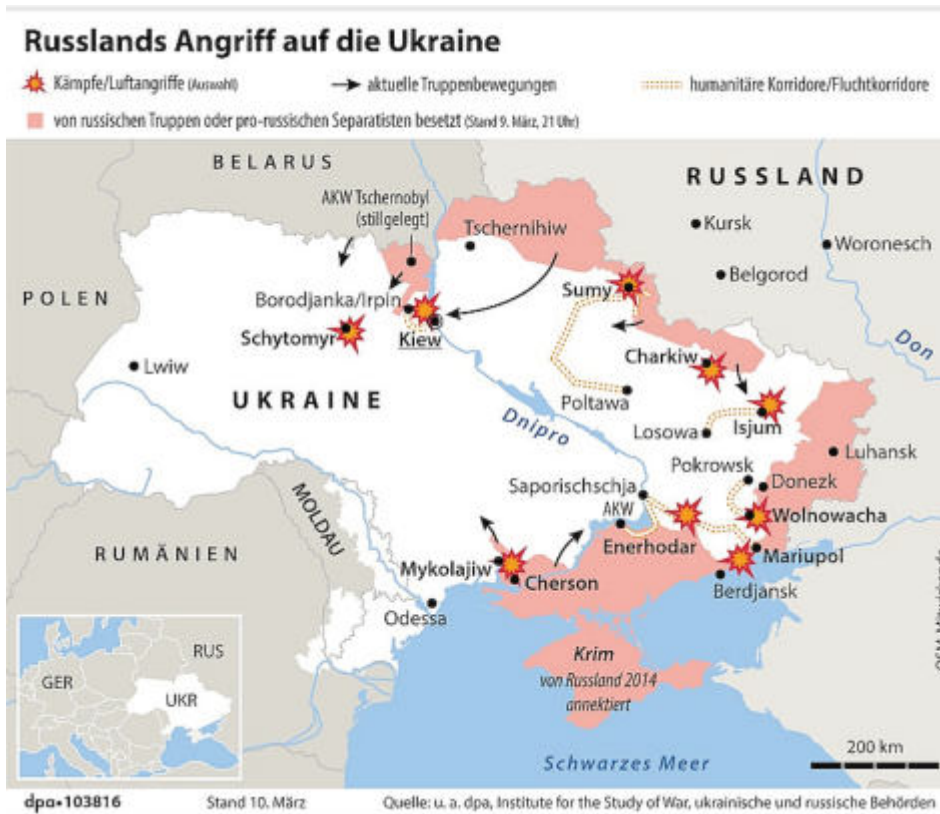 Russlands Angriff auf die Ukraine
Kämpfe/Luftangriffe (Auswahl)
aktuelle Truppenbewegungen
humanitäre Korridore/Fluchtkorridore
von russischen Truppen oder pro-russischen Separatisten besetzt (Stand 9. März, 21 Uhr)
BELARUS
RUSSLAND
AKW Tschernobyl
(stillgelegt)
Tschernihiw
Kursk
Woronesch
Belgorod
POLEN
Borodjanka/Irpin
Sumy
Schytomyr
Kiew
Charkiw
Don
Lwiw
UKRAINE
Poltawa
Dnipro
Losowa
Isjum
Luhansk
Pokrowsk
Donezk
Saporischschja
AKW
Wolnowacha
MOLDAU
RUMÄNIEN
Enerhodar
Mariupol
Mykolajiw
Cherson
Berdjansk
Odessa
RUS
GER
UKR
Krim
von Russland 2014
annektiert
Schwarzes Meer
200 km
dpa•103816
Stand 10. März
Quelle: u. a. dpa, Institute for the Study of War, ukrainische und russische Behörden